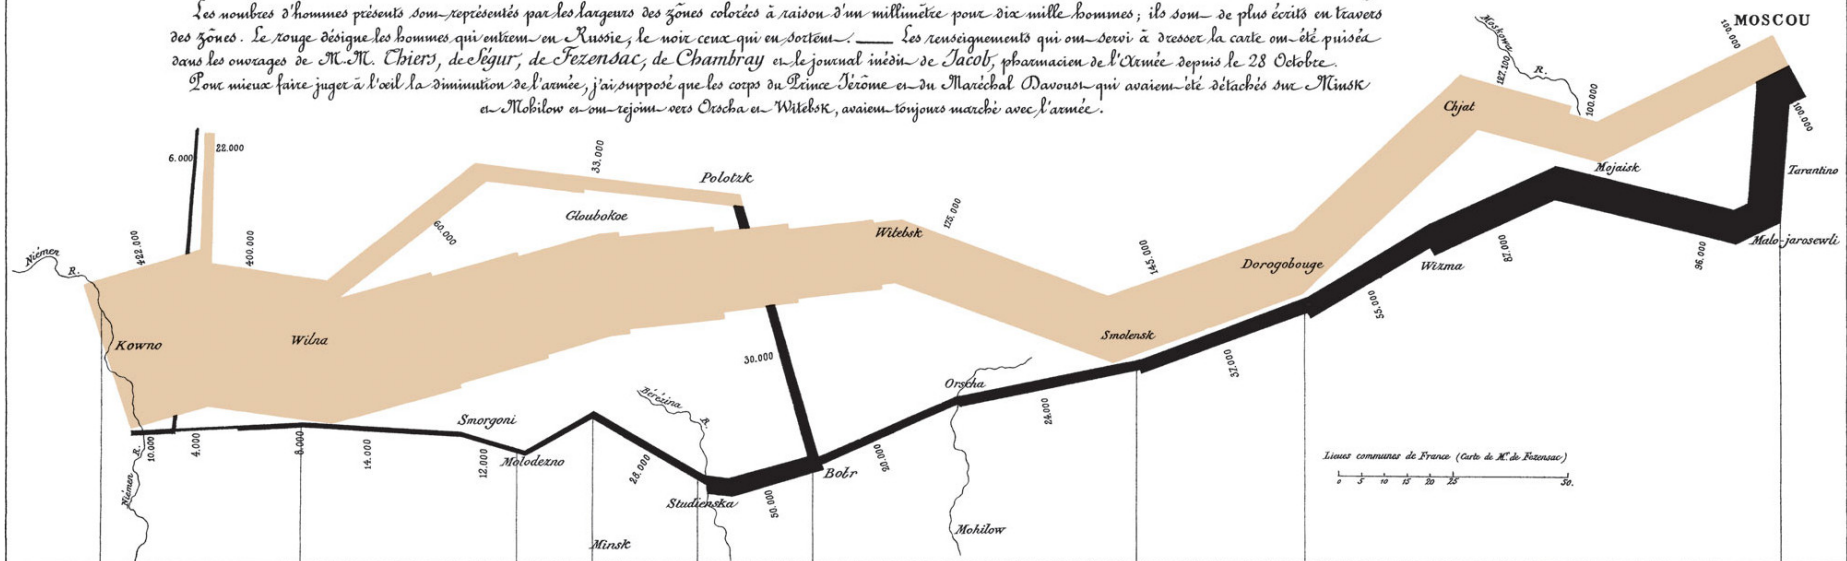 Les nombres d'hommes présents sont représentés par les largeurs des zônes colorées à raison d'un millimètre pour dix mille hommes; ils sont de plus écrits en travers
des zônes. Le rouge désigne les hommes qui entrent en Russie, le noir ceux qui en sortent. — Les renseignements qui ont servi à dresser la carte ont été puisés
dans les ouvrages de M.M. Thiers, de Ségur, de Fezensac, de Chambray et le journal inédit de Jacob, pharmacien de l'Armée depuis le 28 Octobre.
Pour mieux faire juger à l'œil la diminution de l'armée, j'ai supposé que les corps du Prince Jérôme et du Maréchal Davoust qui avaient été détachés sur Minsk
et Mobilow et ont rejoint vers Orscha et Witebsk, avaient toujours marché avec l'armée.
MOSCOU
100.000
Moskowa R.
127.100
100.000
Chjat
100.000
Mojaisk
Tarantino
Malo-jarosewli
6.000
22.000
33.000
Polotzk
Gloubokoe
60.000
422.000
400.000
Niémen R.
Witebsk
175.000
145.000
Dorogobouge
Wizma
82.000
96.000
55.000
Kowno
Wilna
Smolensk
30.000
32.000
Orscha
24.000
Bérézina R.
Smorgoni
Molodezno
10.000
4.000
8.000
14.000
12.000
28.000
Studienska
50.000
Botr
20.000
Niémen R.
Minsk
Mohilow
Lieues communes de France (Carte de M. de Fezensac)
0 5 10 15 20 25 50.